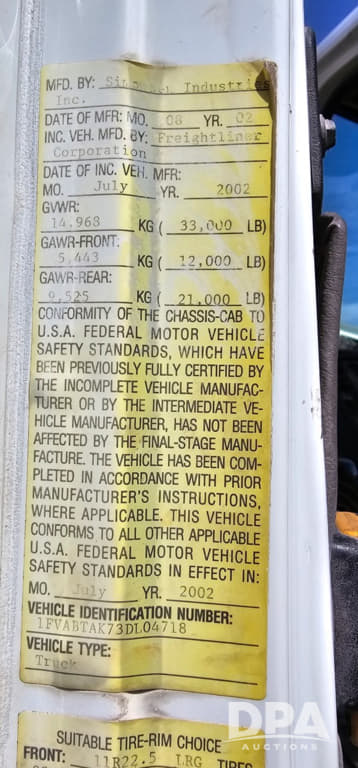 MFD. BY: Industries
Inc.
DATE OF MFR: MO. 08 YR. 02
INC. VEH. MFD. BY: Freightliner
Corporation
DATE OF INC. VEH. MFR:
MO. July YR. 2002
GVWR:
14.968 KG ( 33,000 LB)
GAWR-FRONT:
5,443 KG ( 12,000 LB)
GAWR-REAR:
9,525 KG ( 21,000 LB)
CONFORMITY OF THE CHASSIS-CAB TO
U.S.A. FEDERAL MOTOR VEHICLE
SAFETY STANDARDS, WHICH HAVE
BEEN PREVIOUSLY FULLY CERTIFIED BY
THE INCOMPLETE VEHICLE MANUFAC-
TURER OR BY THE INTERMEDIATE VE-
HICLE MANUFACTURER, HAS NOT BEEN
AFFECTED BY THE FINAL-STAGE MANU-
FACTURE. THE VEHICLE HAS BEEN COM-
PLETED IN ACCORDANCE WITH PRIOR
MANUFACTURER'S INSTRUCTIONS,
WHERE APPLICABLE. THIS VEHICLE
CONFORMS TO ALL OTHER APPLICABLE
U.S.A. FEDERAL MOTOR VEHICLE
SAFETY STANDARDS IN EFFECT IN:
MO. July YR. 2002
VEHICLE IDENTIFICATION NUMBER:
1FVABTAK73DL04718
VEHICLE TYPE:
Truck
SUITABLE TIRE-RIM CHOICE
FRONT: 11R22.5 LRG TIRES
DPA
AUCTIONS